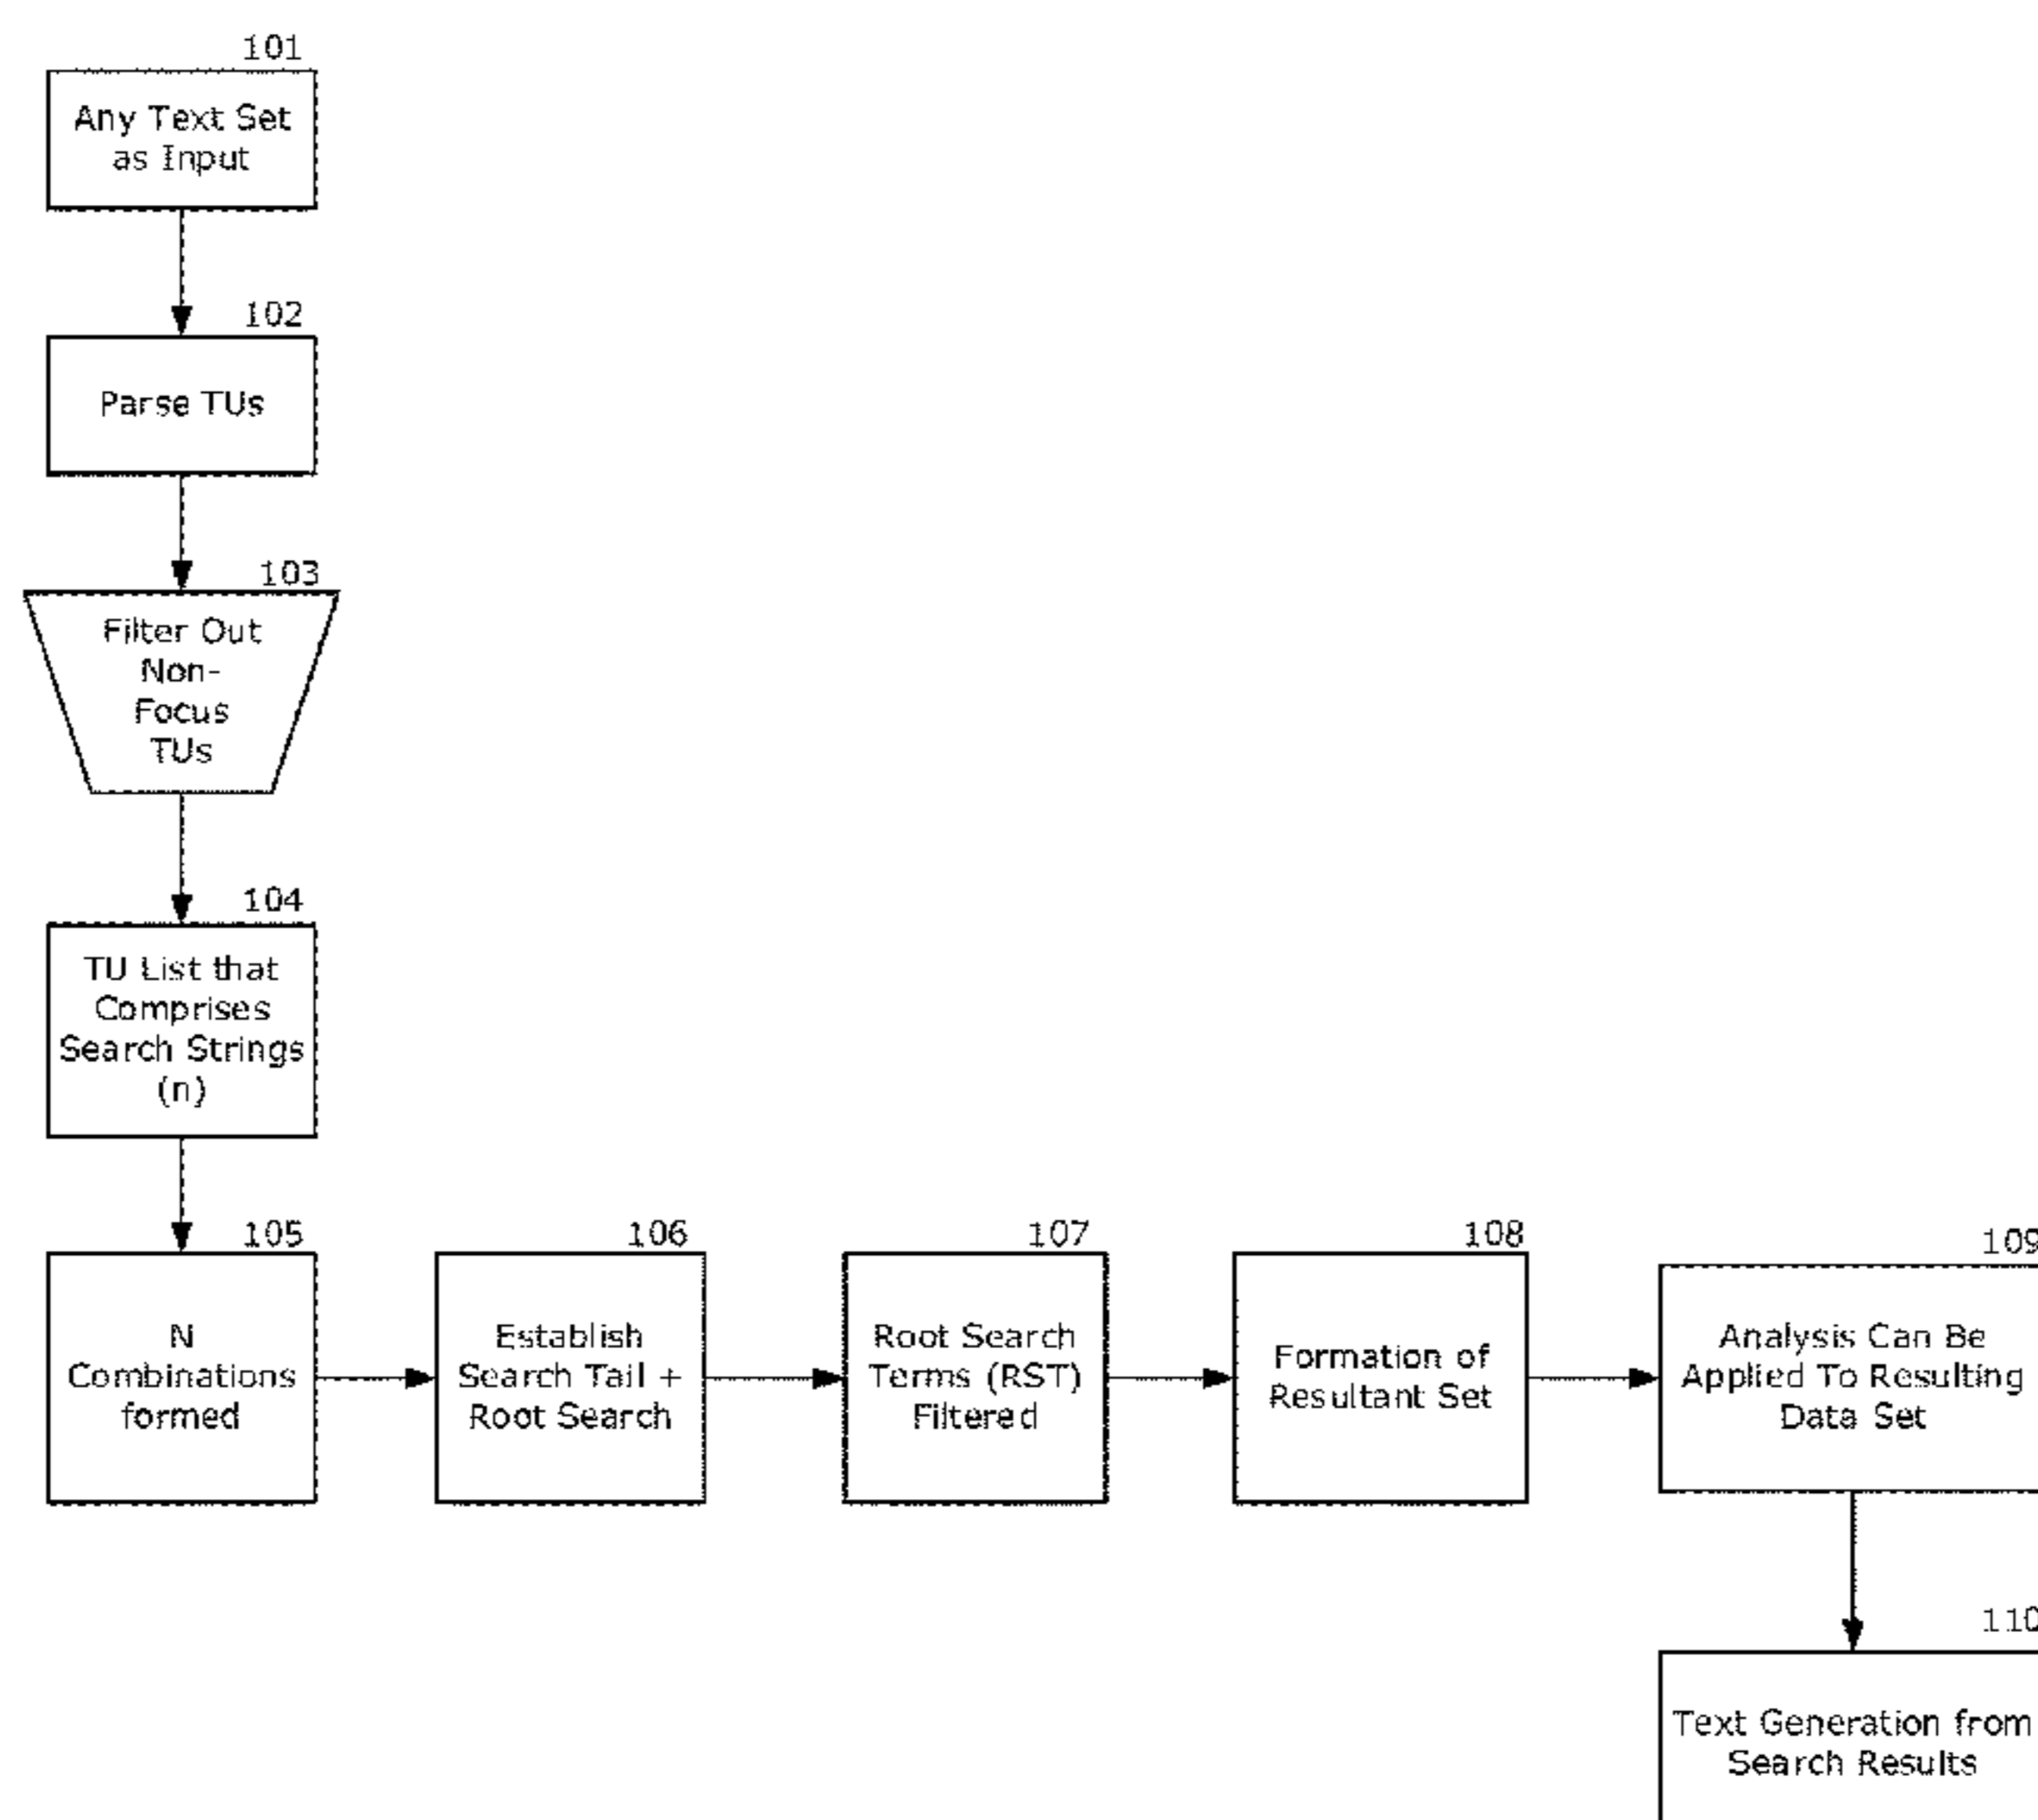 101
Any Text Set
as Input
102
Parse TUs
103
Filter Out
Non-
Focus
TUs
104
TU List that
Comprises
Search Strings
(n)
105
N
Combinations
formed
106
Establish
Search Tail +
Root Search
107
Root Search
Terms (RST)
Filtered
108
Formation of
Resultant Set
109
Analysis Can Be
Applied To Resulting
Data Set
110
Text Generation from
Search Results